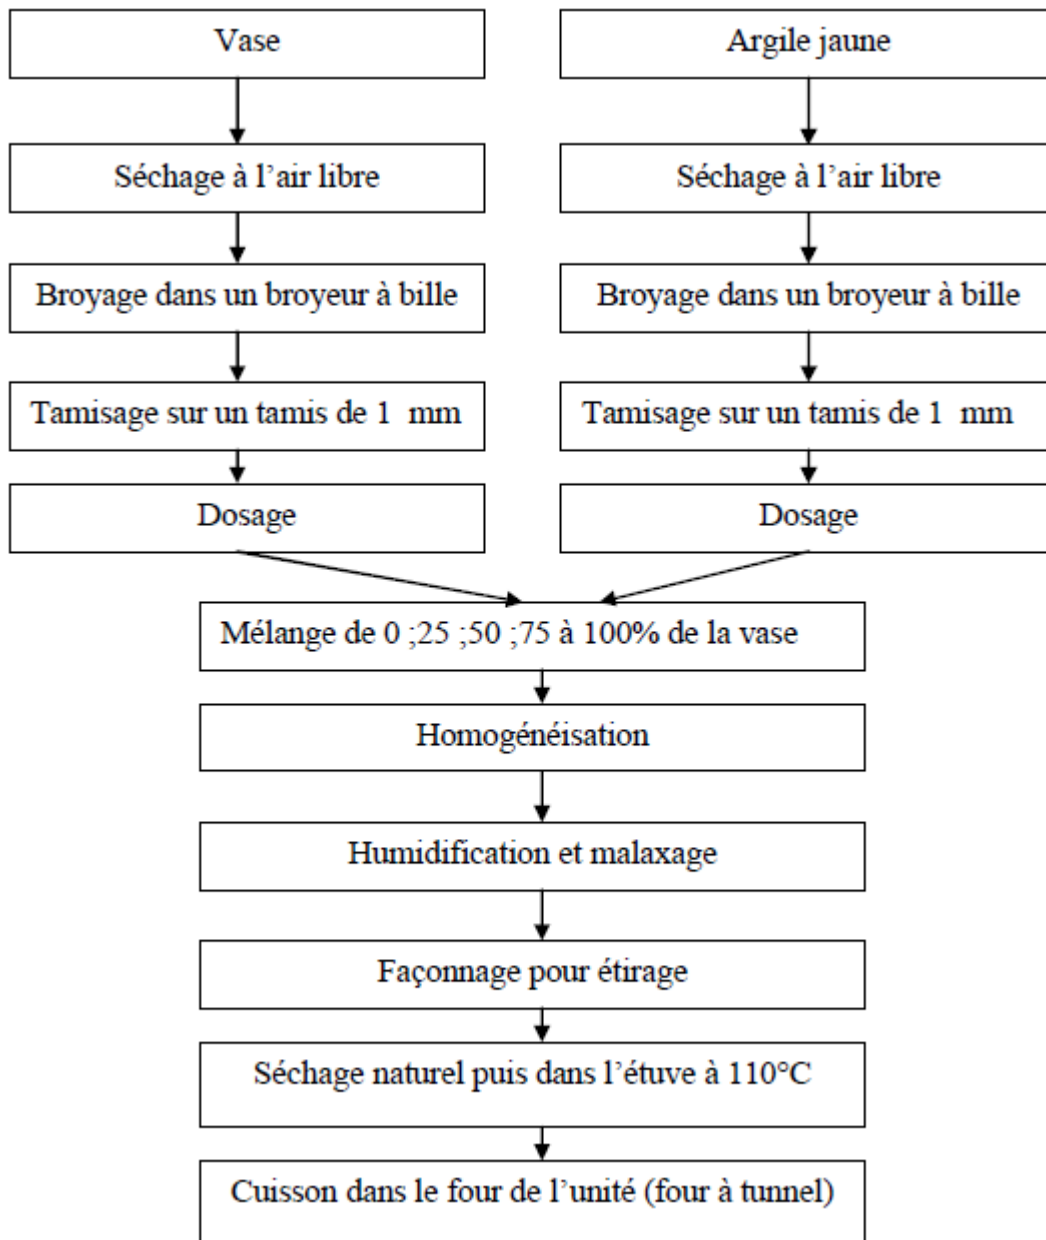 Vase
Argile jaune
Séchage à l'air libre
Séchage à l'air libre
Broyage dans un broyeur à bille
Broyage dans un broyeur à bille
Tamisage sur un tamis de 1 mm
Tamisage sur un tamis de 1 mm
Dosage
Dosage
Mélange de 0 ;25 ;50 ;75 à 100% de la vase
Homogénéisation
Humidification et malaxage
Façonnage pour étirage
Séchage naturel puis dans l'étuve à 110°C
Cuisson dans le four de l'unité (four à tunnel)